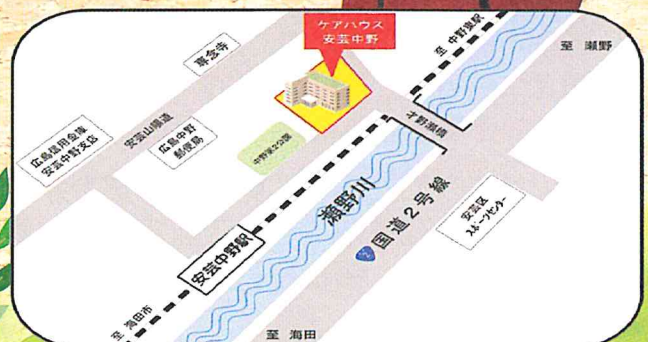 ケアハウス
安芸中野
至 中野東駅
至 瀬野
専念寺
安芸山陽道
広島信用金庫
安芸中野支店
広島中野
郵便局
中野第2公園
瀬野川
国道2号線
安芸区
スポーツセンター
安芸中野駅
至 海田市
至 海田